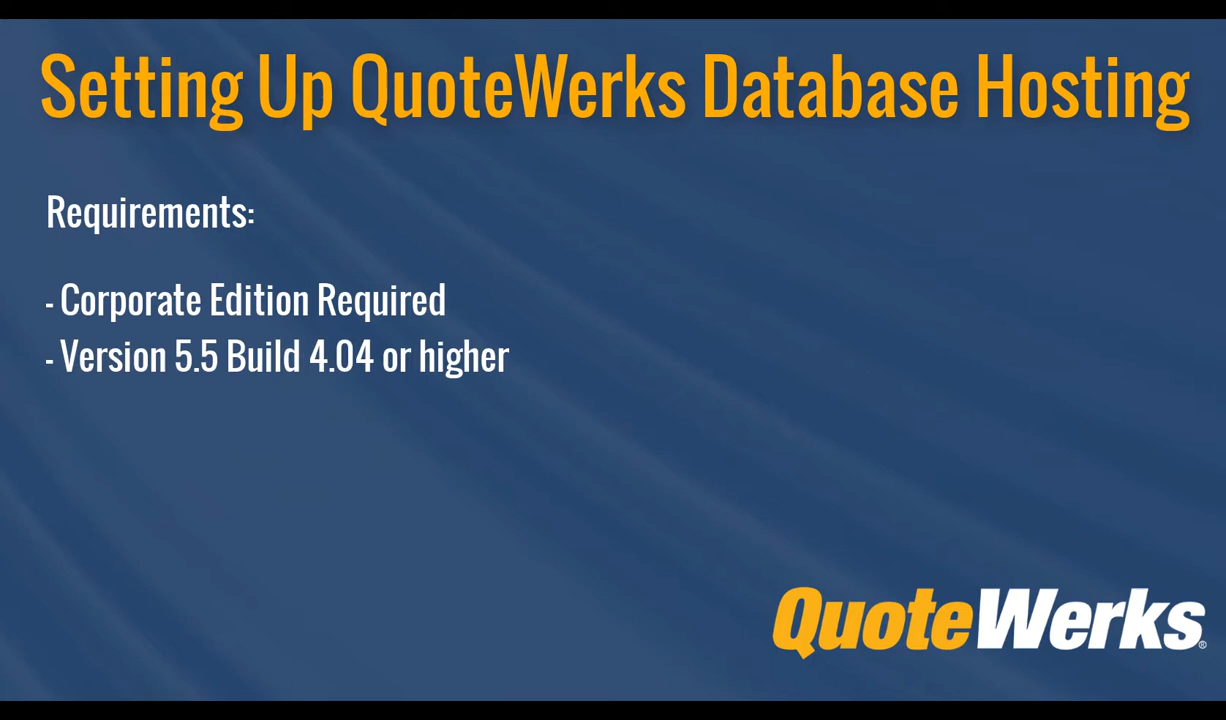 Setting Up QuoteWerks Database Hosting
Requirements:
- Corporate Edition Required
- Version 5.5 Build 4.04 or higher
QuoteWerks®